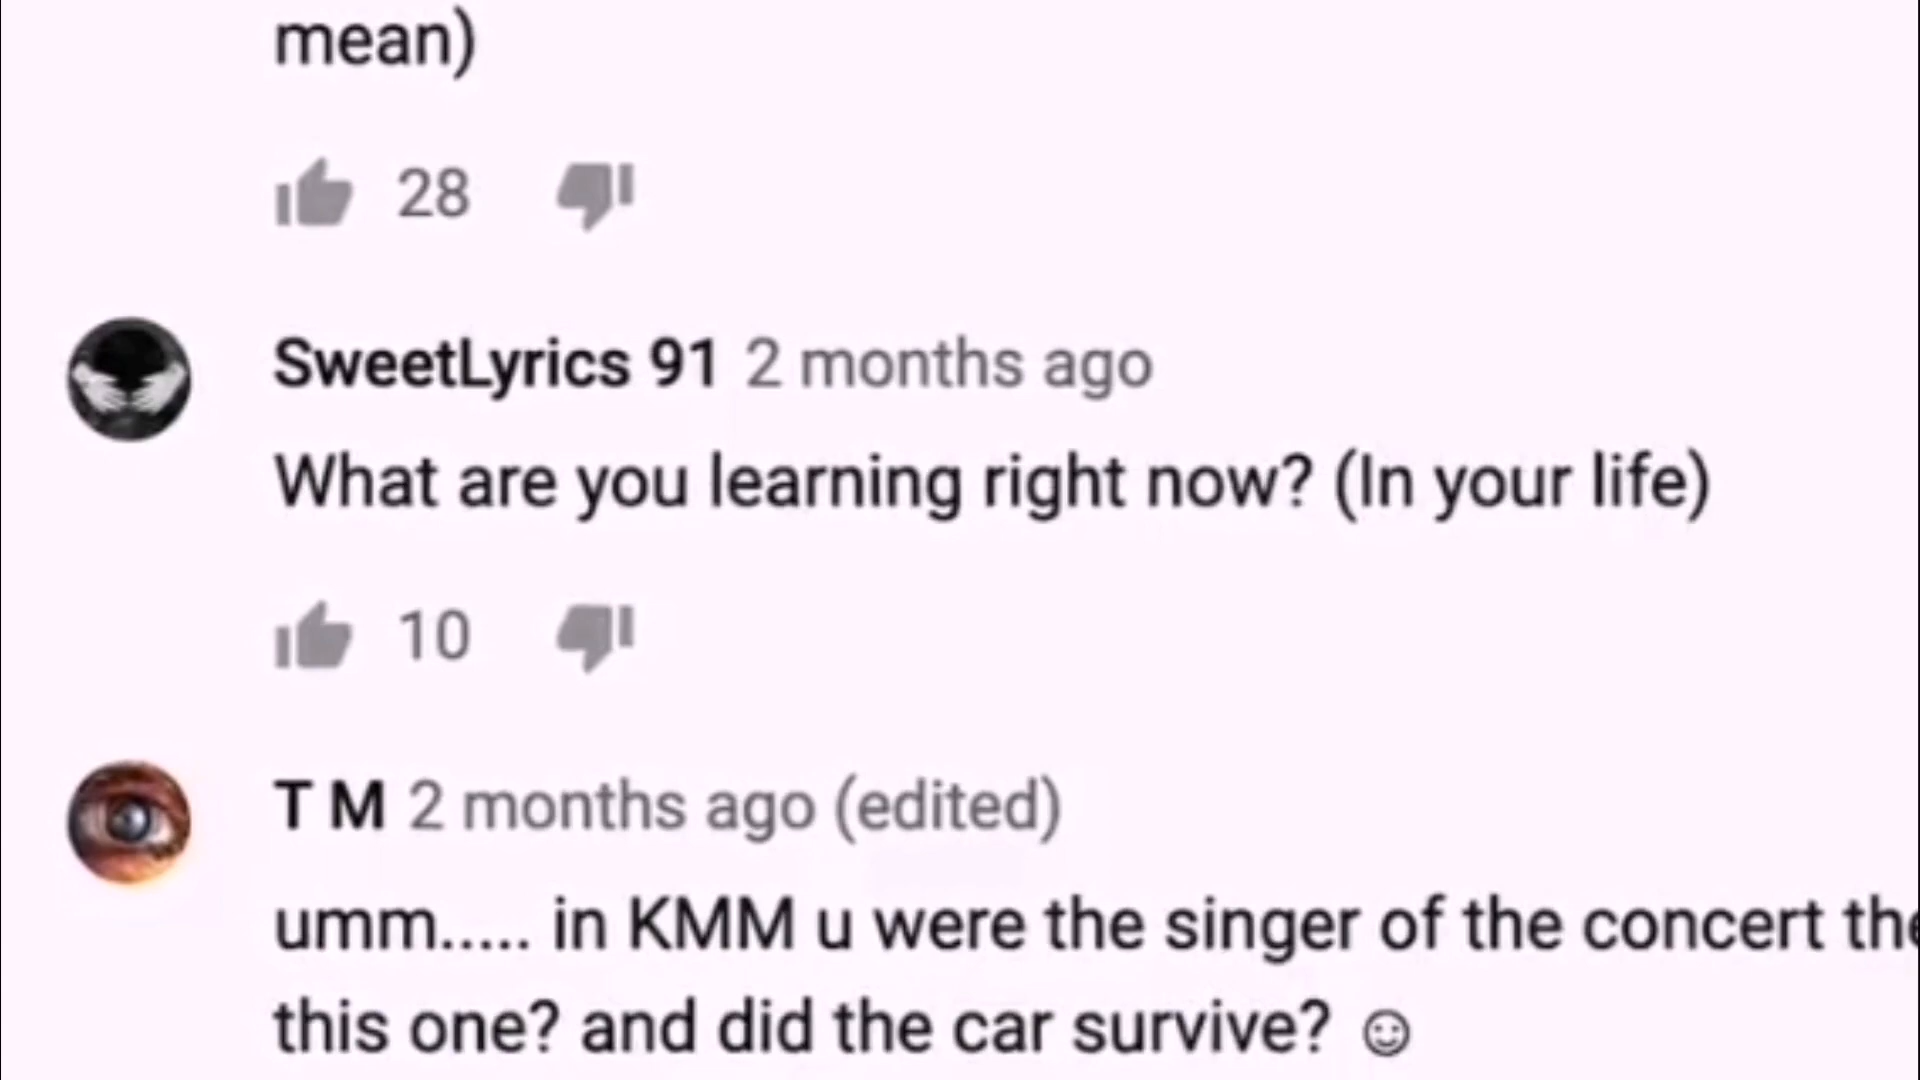 mean)
28
SweetLyrics 91 2 months ago
What are you learning right now? (In your life)
10
T M 2 months ago (edited)
umm..... in KMM u were the singer of the concert
this one? and did the car survive? ☺